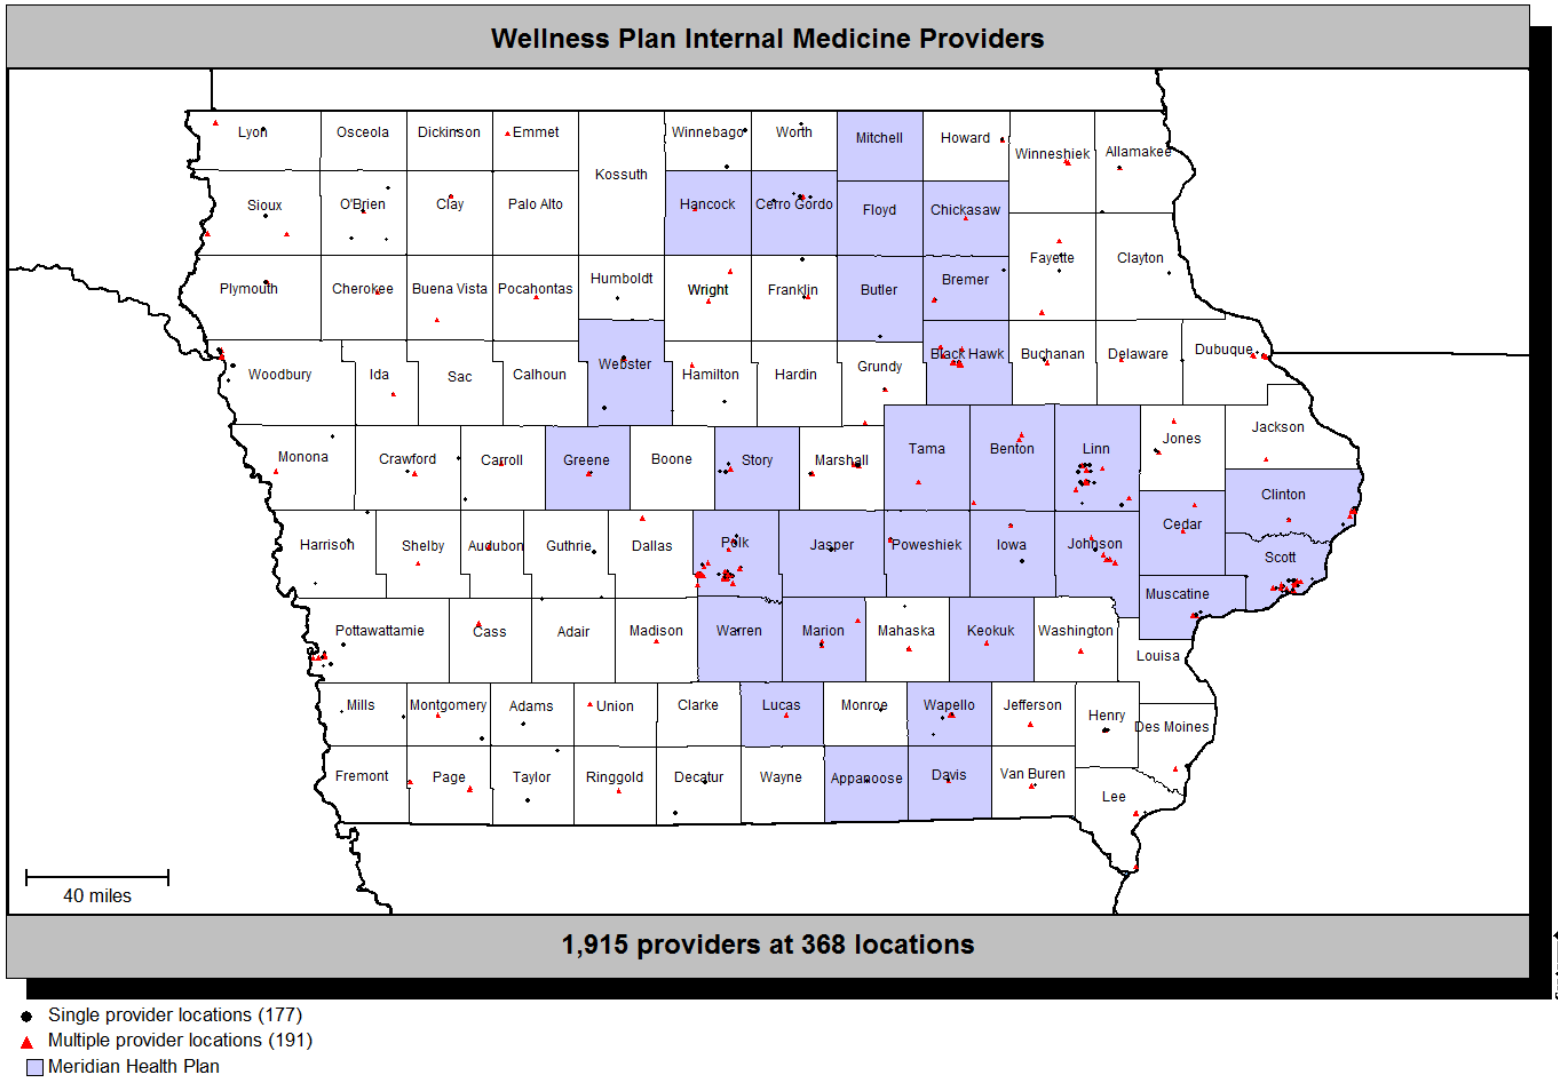 Wellness Plan Internal Medicine Providers
Lyon Osceola Dickinson Emmet Winnebago Worth Mitchell Howard
Winneshiek Allamakee
Kossuth
Sioux O'Brien Clay Palo Alto Hancock Cerro Gordo Floyd Chickasaw
Fayette Clayton
Plymouth Cherokee Buena Vista Pocahontas Humboldt Wright Franklin Butler Bremer
Woodbury Ida Sac Calhoun Webster Hamilton Hardin Grundy Black Hawk Buchanan Delaware Dubuque
Monona Crawford Carroll Greene Boone Story Marshall Tama Benton Linn Jones Jackson
Clinton
Harrison Shelby Audubon Guthrie Dallas Polk Jasper Poweshiek Iowa Johnson Cedar Scott
Muscatine
Pottawattamie Cass Adair Madison Warren Marion Mahaska Keokuk Washington
Louisa
Mills Montgomery Adams Union Clarke Lucas Monroe Wapello Jefferson Henry Des Moines
Fremont Page Taylor Ringgold Decatur Wayne Appanoose Davis Van Buren Lee
40 miles
1,915 providers at 368 locations
Single provider locations (177)
Multiple provider locations (191)
Meridian Health Plan